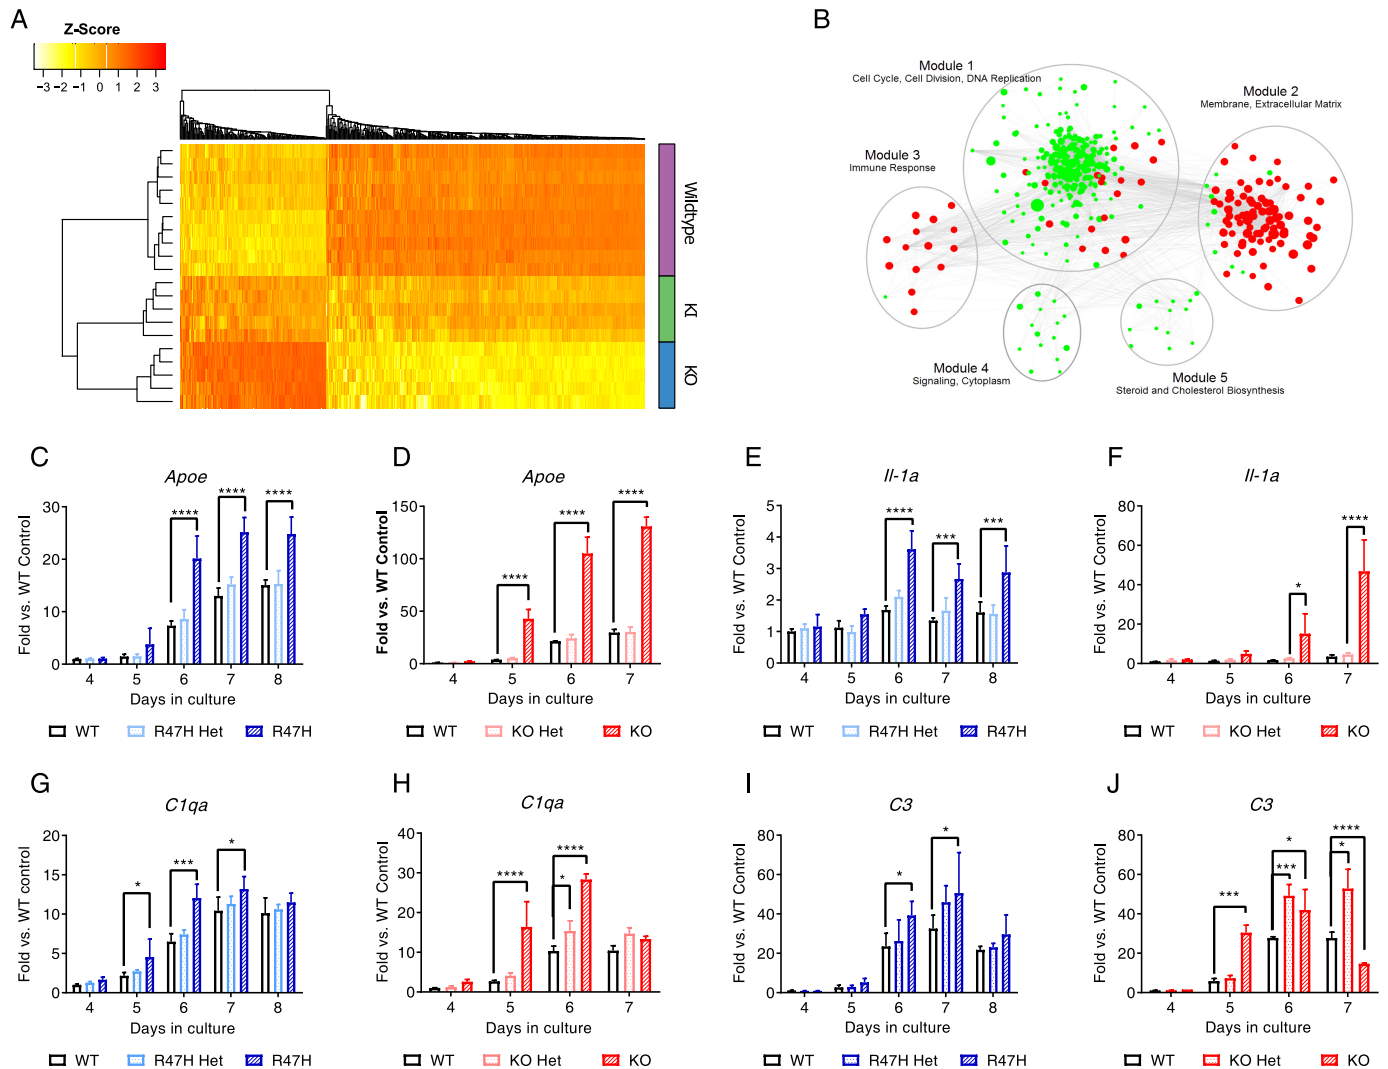 A
Z-Score
−3 −2 −1 0 1 2 3
Wildtype
KI
KO
B
Module 1
Cell Cycle, Cell Division, DNA Replication
Module 2
Membrane, Extracellular Matrix
Module 3
Immune Response
Module 4
Signaling, Cytoplasm
Module 5
Steroid and Cholesterol Biosynthesis
C
Apoe
Fold vs. WT Control
30
20
10
0
**** **** ****
4 5 6 7 8
Days in culture
WT R47H Het R47H
D
Apoe
Fold vs. WT Control
150
100
50
0
**** **** ****
4 5 6 7
Days in culture
WT KO Het KO
E
Il-1a
Fold vs. WT Control
5
4
3
2
1
0
**** *** ***
4 5 6 7 8
Days in culture
WT R47H Het R47H
F
Il-1a
Fold vs. WT Control
80
60
40
20
0
* ****
4 5 6 7
Days in culture
WT KO Het KO
G
C1qa
Fold vs. WT Control
20
15
10
5
0
* *** *
4 5 6 7 8
Days in culture
WT R47H Het R47H
H
C1qa
Fold vs. WT Control
40
30
20
10
0
**** * ****
4 5 6 7
Days in culture
WT KO Het KO
I
C3
Fold vs. WT Control
80
60
40
20
0
* *
4 5 6 7 8
Days in culture
WT R47H Het R47H
J
C3
Fold vs. WT Control
80
60
40
20
0
*** *** * * ****
4 5 6 7
Days in culture
WT KO Het KO